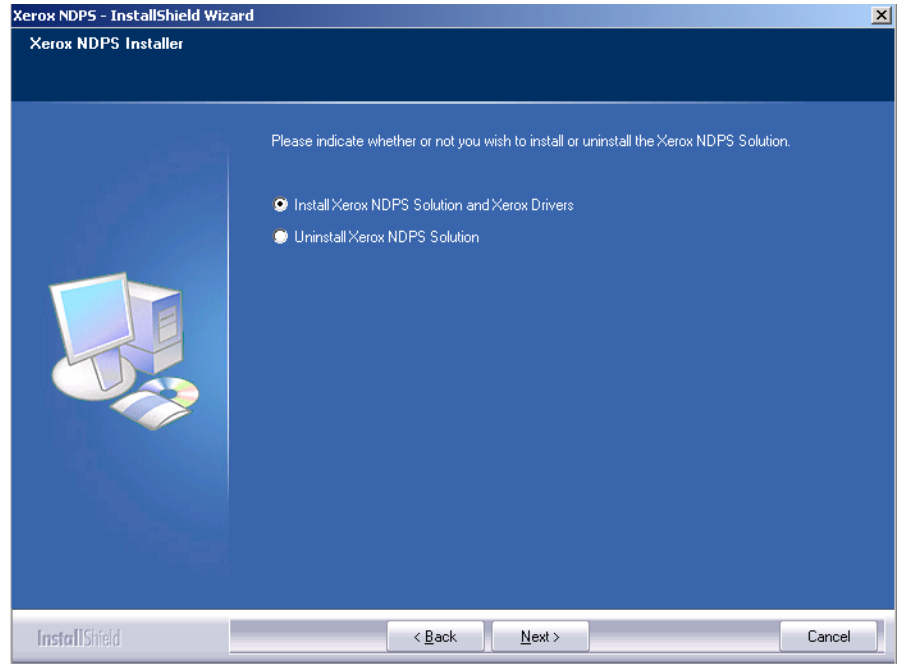 Xerox NDPS - InstallShield Wizard
Xerox NDPS Installer
Please indicate whether or not you wish to install or uninstall the Xerox NDPS Solution.
Install Xerox NDPS Solution and Xerox Drivers
Uninstall Xerox NDPS Solution
InstallShield
< Back
Next >
Cancel